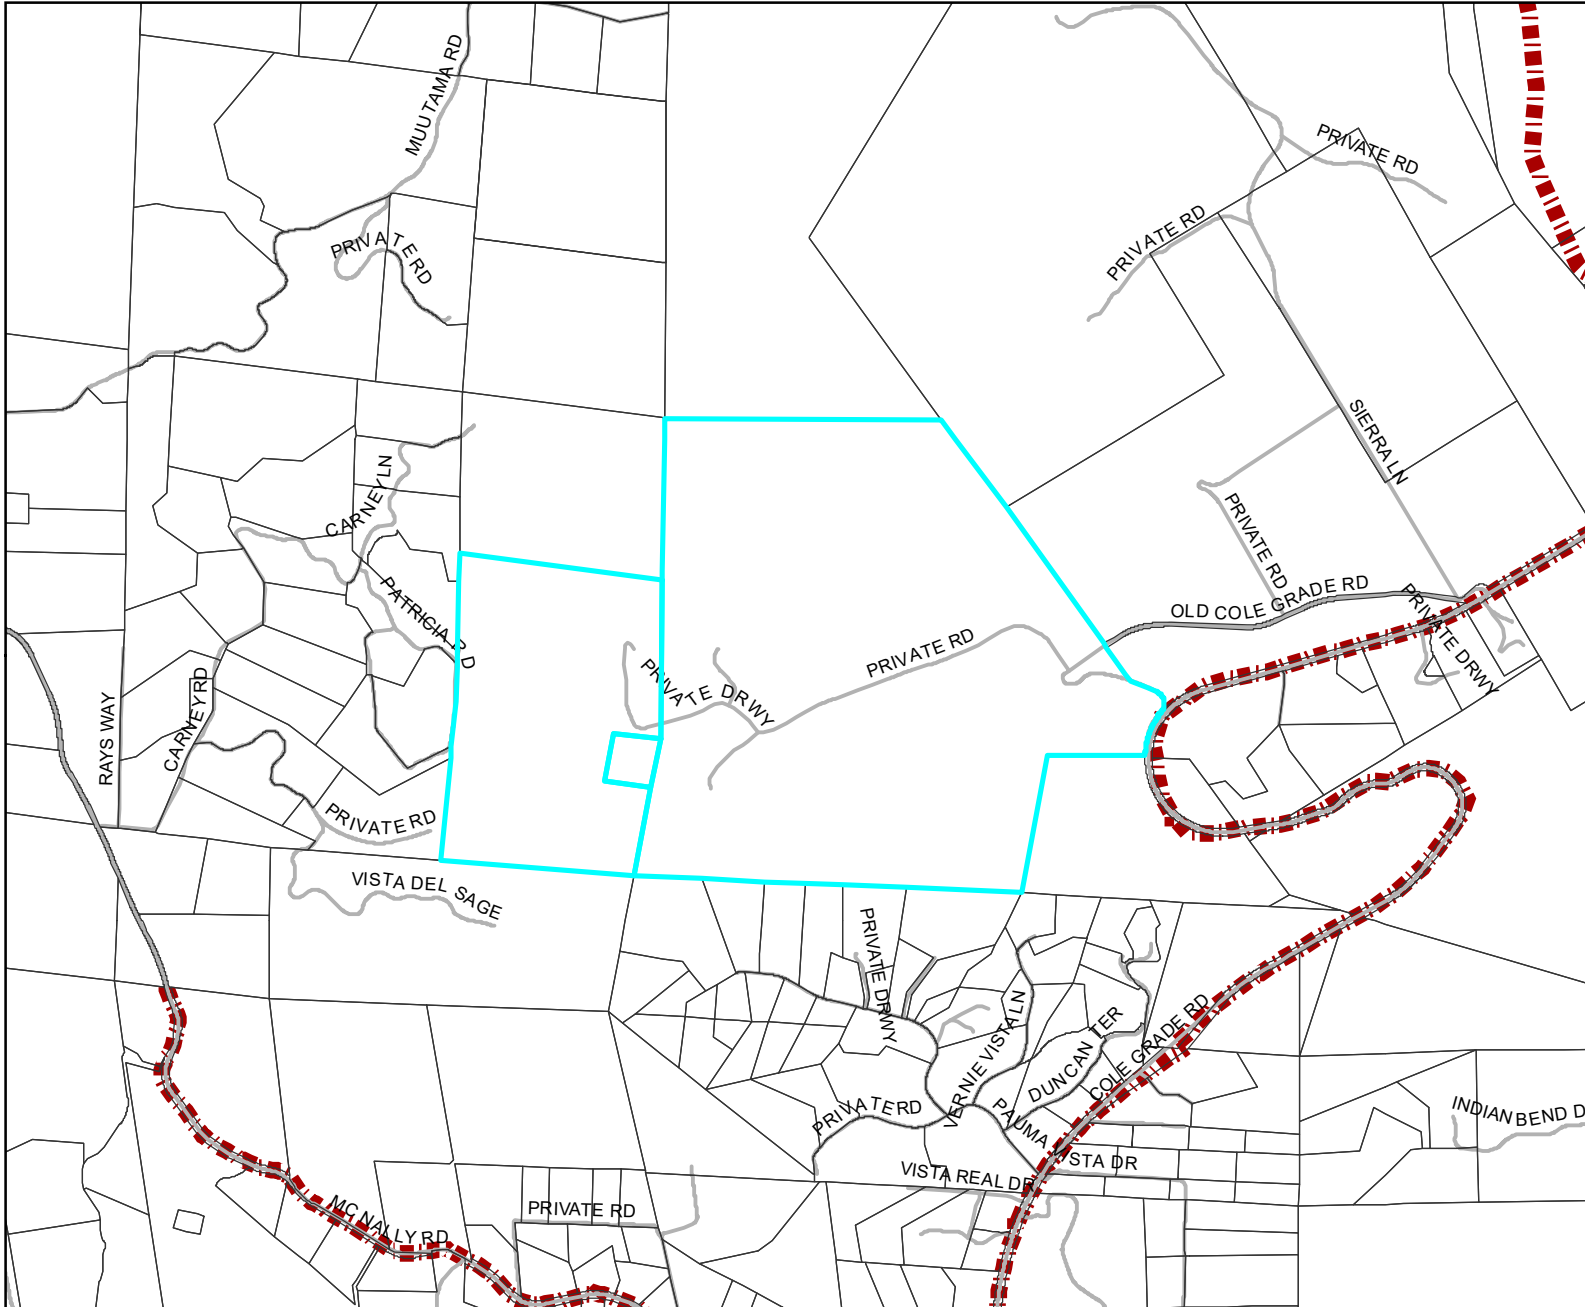 MUUTAMA RD
PRIVATE RD
PRIVATE RD
PRIVATE RD
SIERRA LN
CARNEY LN
PRIVATE RD
PATRICIA RD
OLD COLE GRADE RD
PRIVATE DRWY
PRIVATE RD
PRIVATE DRWY
CARNEY RD
RAYS WAY
PRIVATE RD
VISTA DEL SAGE
PRIVATE DRWY
VERNIE VISTA LN
DUNCAN TER
COLE GRADE RD
PRIVATE RD
PAUMA VISTA DR
INDIAN BEND D
VISTA REAL DR
PRIVATE RD
MC NALLY RD